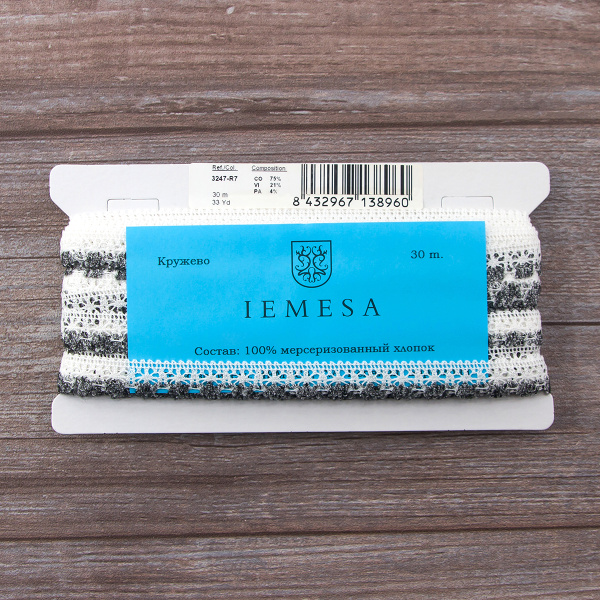 Ref./Col. Composition
3247-R7 CO 75%
VI 21%
PA 4%
30 m
33 Yd
8 432967 138960
Кружево 30 m.
IEMESA
Состав: 100% мерсеризованный хлопок